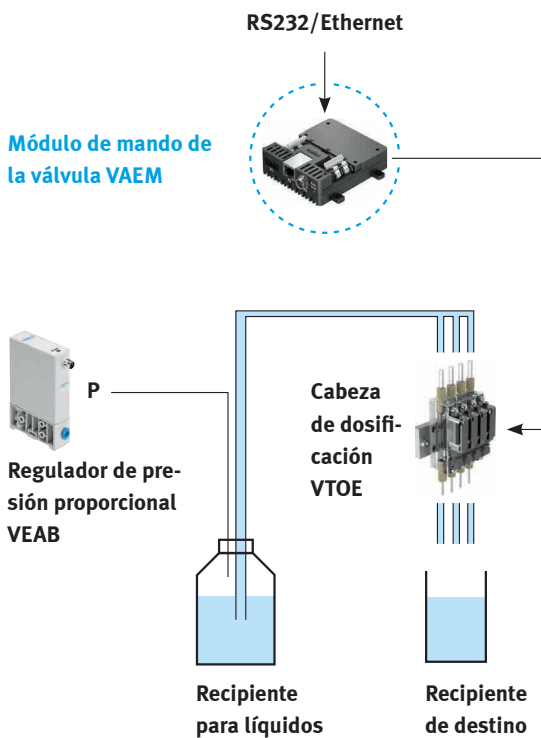 RS232/Ethernet
Módulo de mando de
la válvula VAEM
P
Regulador de pre-
sión proporcional
VEAB
Cabeza
de dosifi-
cación
VTOE
Recipiente
para líquidos
Recipiente
de destino